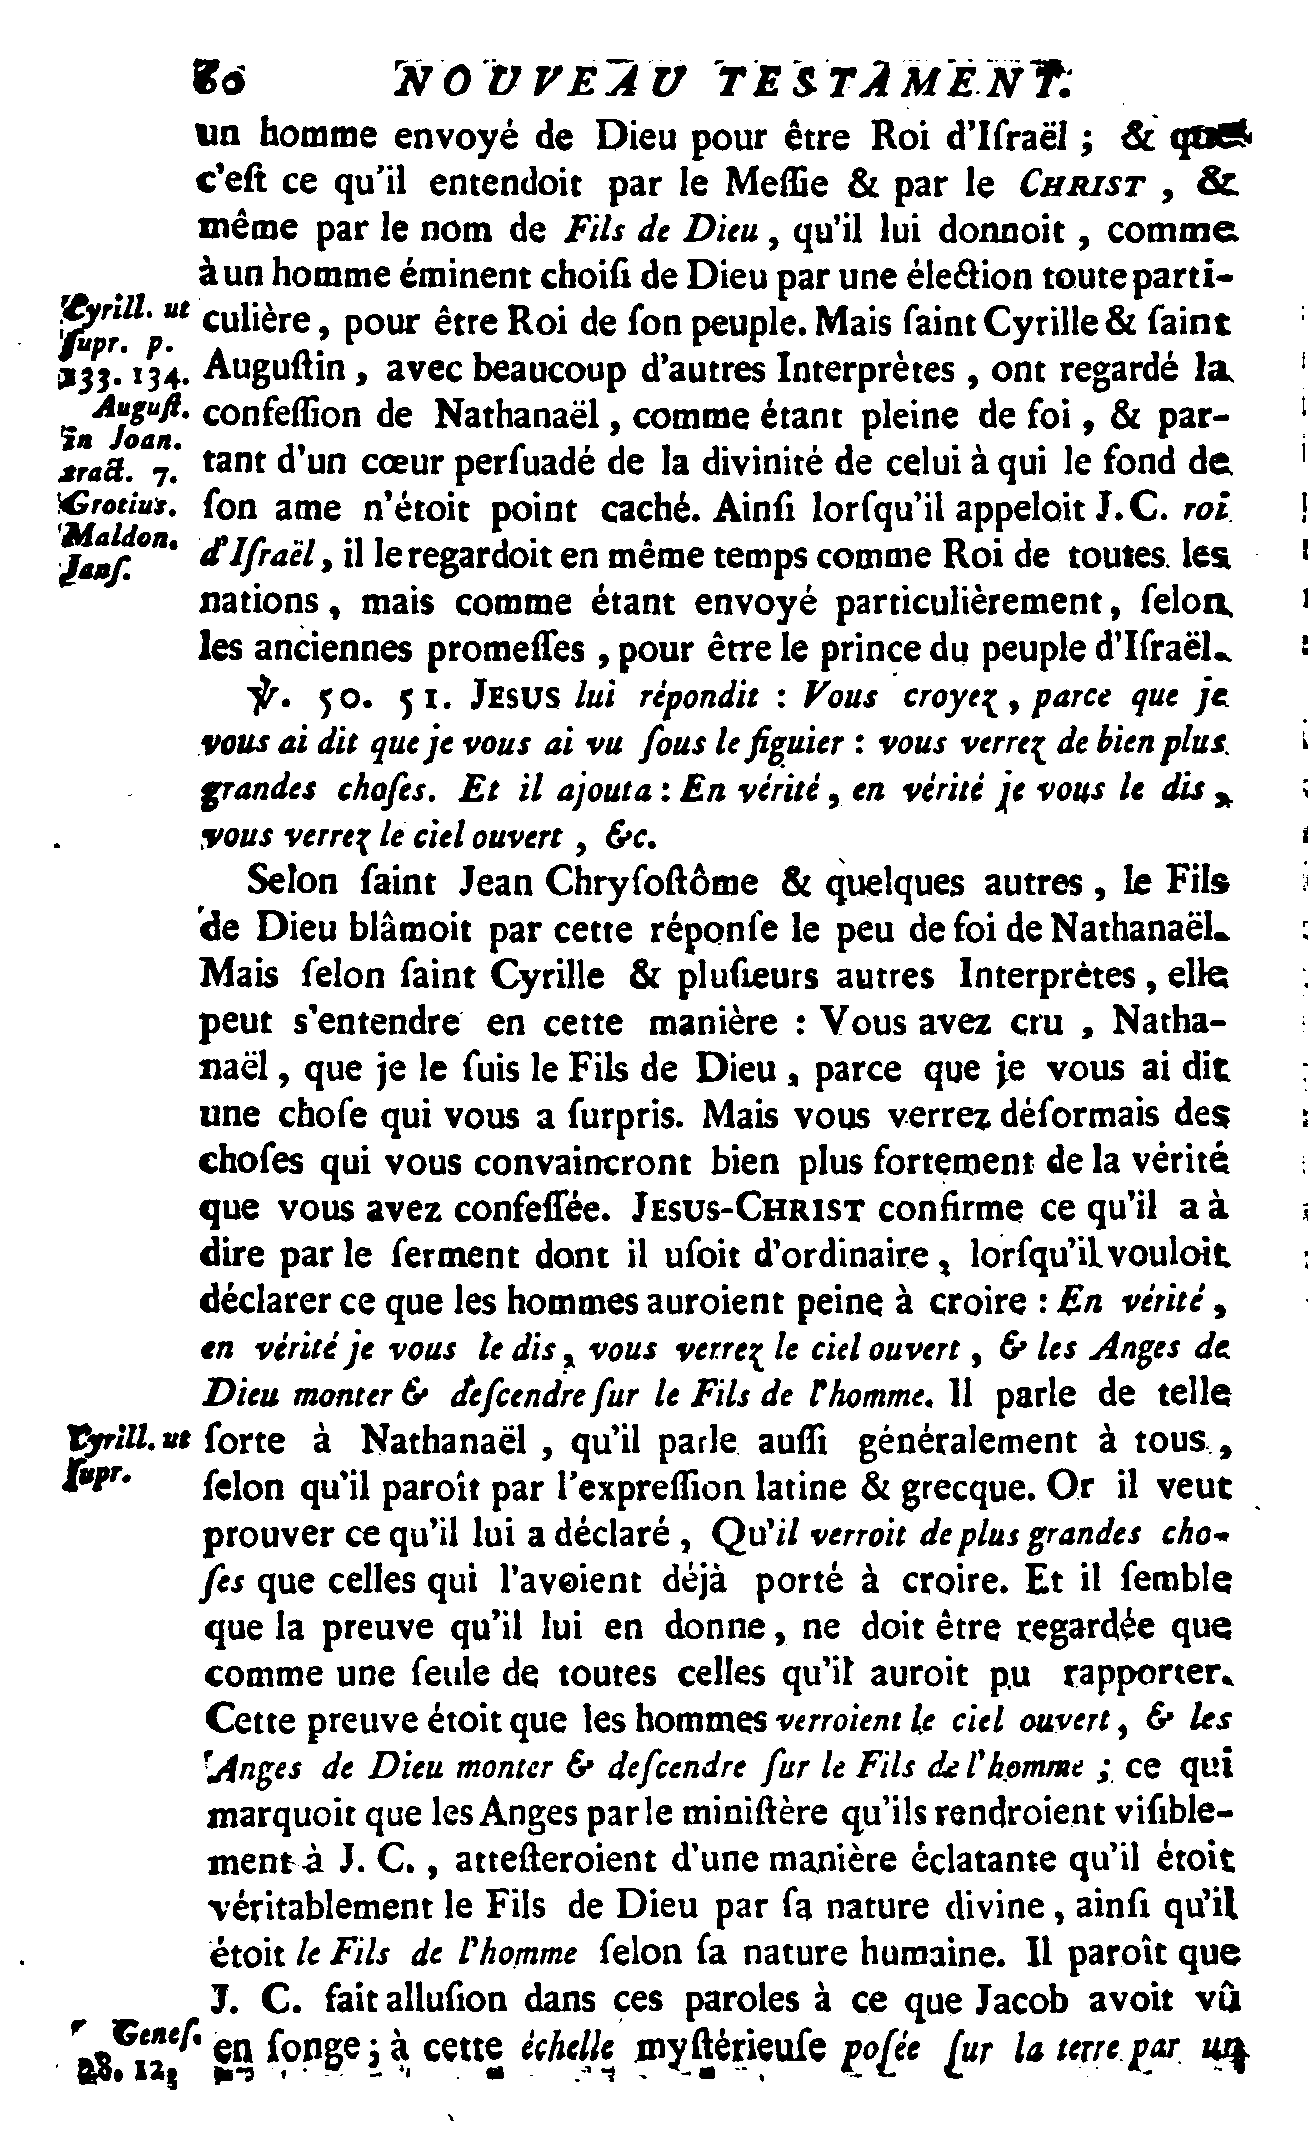 80 NOUVEAU TESTAMENT.
un homme envoyé de Dieu pour être Roi d'Iſraël ; & que
c'eſt ce qu'il entendoit par le Meſſie & par le CHRIST , &
même par le nom de Fils de Dieu , qu'il lui donnoit , comme
à un homme éminent choiſi de Dieu par une élection toute parti-
culière, pour être Roi de ſon peuple. Mais ſaint Cyrille & ſaint
Auguſtin , avec beaucoup d'autres Interprètes , ont regardé la
confeſſion de Nathanaël , comme étant pleine de foi , & par-
tant d'un cœur perſuadé de la divinité de celui à qui le fond de
ſon ame n'étoit point caché. Ainſi lorſqu'il appeloit J. C. roi
d'Iſraël, il le regardoit en même temps comme Roi de toutes les
nations , mais comme étant envoyé particulièrement, ſelon
les anciennes promeſſes , pour être le prince du peuple d'Iſraël.
Cyrill. ut
ſupr. p.
133. 134.
Auguſt.
in Joan.
tract. 7.
Grotius.
Maldon.
Janſ.
℣. 50. 51. JESUS lui répondit : Vous croyez , parce que je
vous ai dit que je vous ai vu ſous le figuier : vous verrez de bien plus
grandes choſes. Et il ajouta : En vérité , en vérité je vous le dis ,
vous verrez le ciel ouvert , &c.
Selon ſaint Jean Chryſoſtôme & quelques autres , le Fils
de Dieu blâmoit par cette réponſe le peu de foi de Nathanaël.
Mais ſelon ſaint Cyrille & pluſieurs autres Interprètes , elle
peut s'entendre en cette manière : Vous avez cru , Natha-
naël , que je ſuis le Fils de Dieu , parce que je vous ai dit
une choſe qui vous a ſurpris. Mais vous verrez déſormais des
choſes qui vous convaincront bien plus fortement de la vérité
que vous avez confeſſée. JESUS-CHRIST confirme ce qu'il a à
dire par le ſerment dont il uſoit d'ordinaire , lorſqu'il vouloit
déclarer ce que les hommes auroient peine à croire : En vérité ,
en vérité je vous le dis , vous verrez le ciel ouvert , & les Anges de
Dieu monter & deſcendre ſur le Fils de l'homme. Il parle de telle
ſorte à Nathanaël , qu'il parle auſſi généralement à tous ,
ſelon qu'il paroît par l'expreſſion latine & grecque. Or il veut
prouver ce qu'il lui a déclaré , Qu'il verroit de plus grandes cho-
ſes que celles qui l'avoient déjà porté à croire. Et il ſemble
que la preuve qu'il lui en donne , ne doit être regardée que
comme une ſeule de toutes celles qu'il auroit pu rapporter.
Cette preuve étoit que les hommes verroient le ciel ouvert , & les
Anges de Dieu monter & deſcendre ſur le Fils de l'homme ; ce qui
marquoit que les Anges par le miniſtère qu'ils rendroient viſible-
ment à J. C. , atteſteroient d'une manière éclatante qu'il étoit
véritablement le Fils de Dieu par ſa nature divine , ainſi qu'il
étoit le Fils de l'homme ſelon ſa nature humaine. Il paroît que
J. C. fait alluſion dans ces paroles à ce que Jacob avoit vû
en ſonge ; à cette échelle myſtérieuſe poſée ſur la terre par un
Cyrill. ut
ſupr.
Geneſ.
28. 12.